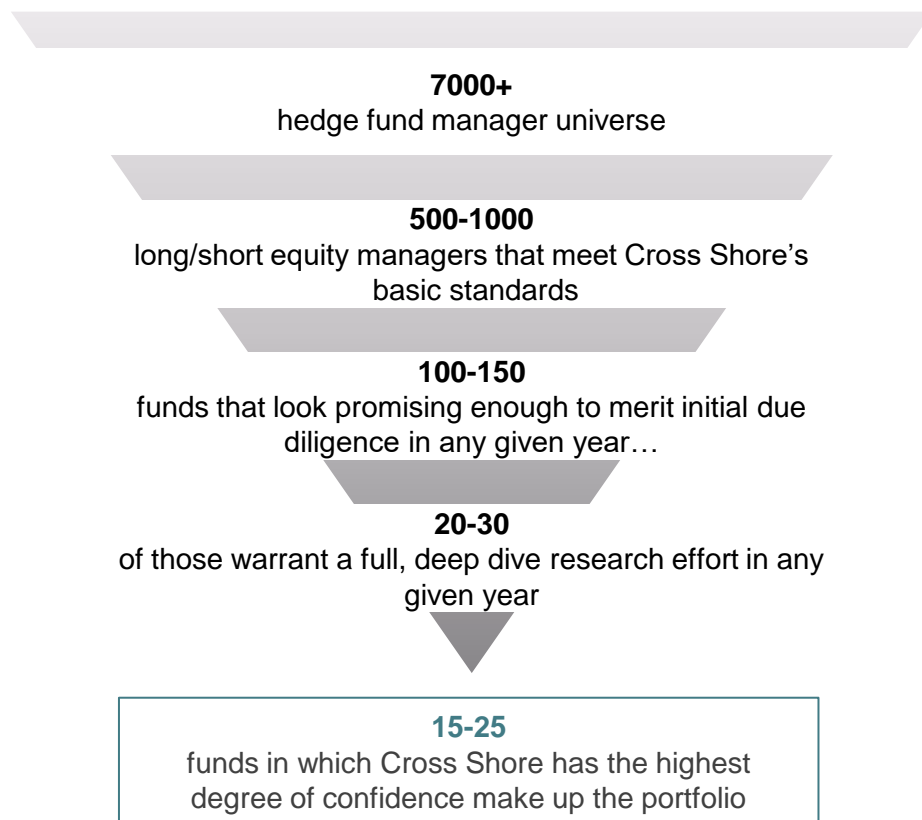 7000+
hedge fund manager universe
500-1000
long/short equity managers that meet Cross Shore's
basic standards
100-150
funds that look promising enough to merit initial due
diligence in any given year…
20-30
of those warrant a full, deep dive research effort in any
given year
15-25
funds in which Cross Shore has the highest
degree of confidence make up the portfolio